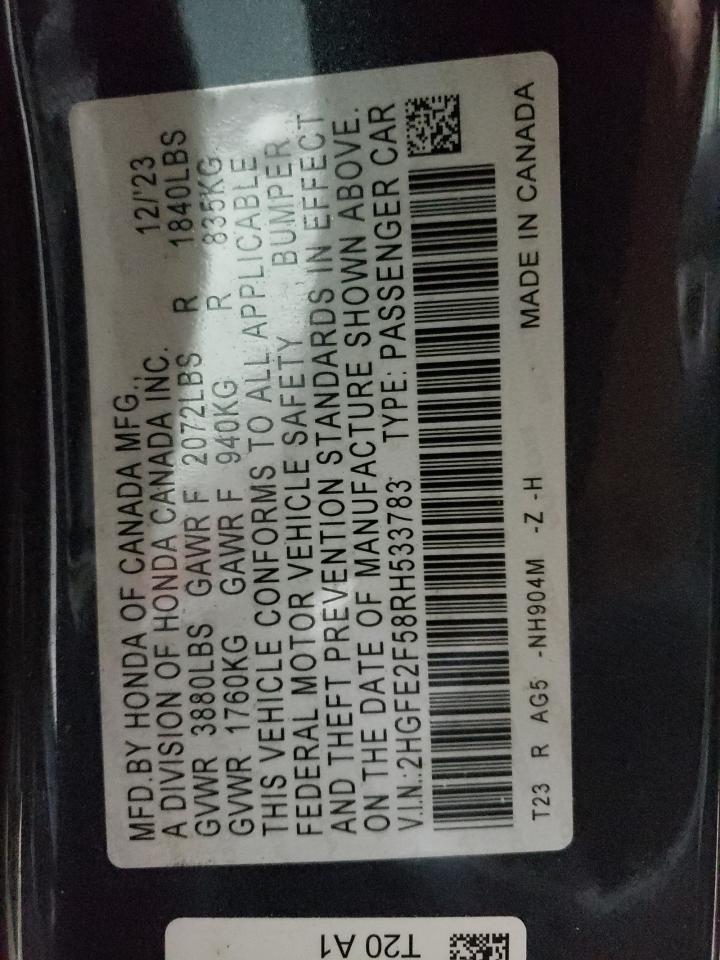 MFD.BY HONDA OF CANADA MFG.,
A DIVISION OF HONDA CANADA INC. 12/'23
GVWR 3880LBS GAWR F 2072LBS R 1840LBS
GVWR 1760KG GAWR F 940KG R 835KG
THIS VEHICLE CONFORMS TO ALL APPLICABLE
FEDERAL MOTOR VEHICLE SAFETY BUMPER
AND THEFT PREVENTION STANDARDS IN EFFECT
ON THE DATE OF MANUFACTURE SHOWN ABOVE.
V.I.N.:2HGFE2F58RH533783 TYPE: PASSENGER CAR
T23 R AG5 -NH904M -Z -H MADE IN CANADA
T20 A1